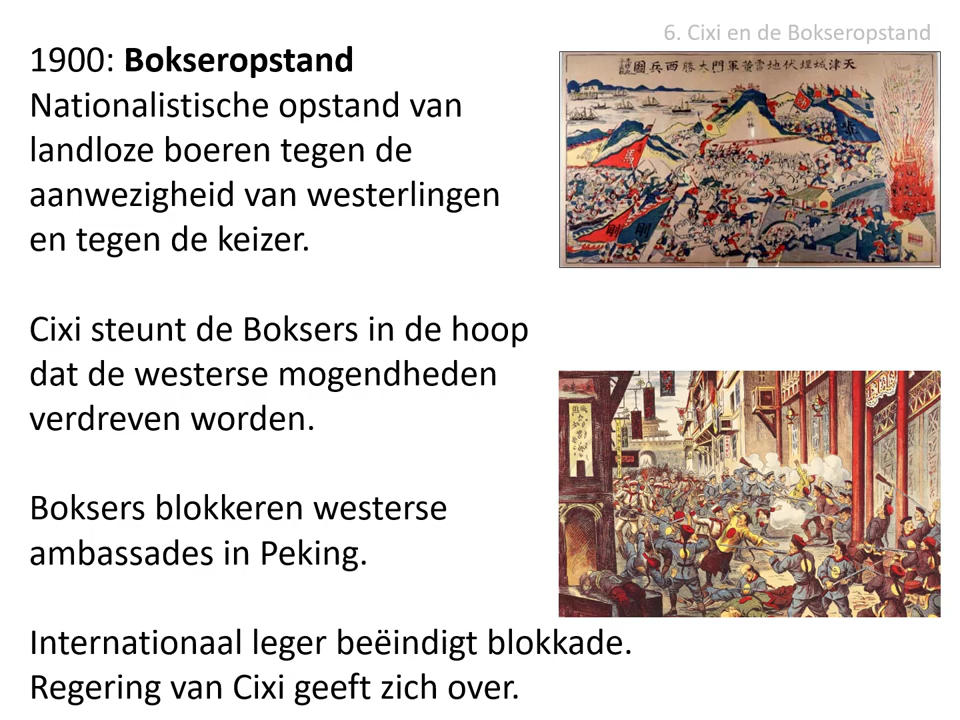 6. Cixi en de Bokseropstand
1900: Bokseropstand
Nationalistische opstand van
landloze boeren tegen de
aanwezigheid van westerlingen
en tegen de keizer.
Cixi steunt de Boksers in de hoop
dat de westerse mogendheden
verdreven worden.
Boksers blokkeren westerse
ambassades in Peking.
Internationaal leger beëindigt blokkade.
Regering van Cixi geeft zich over.
圖兵西勝大門軍董雷地伏埋城津天
馬